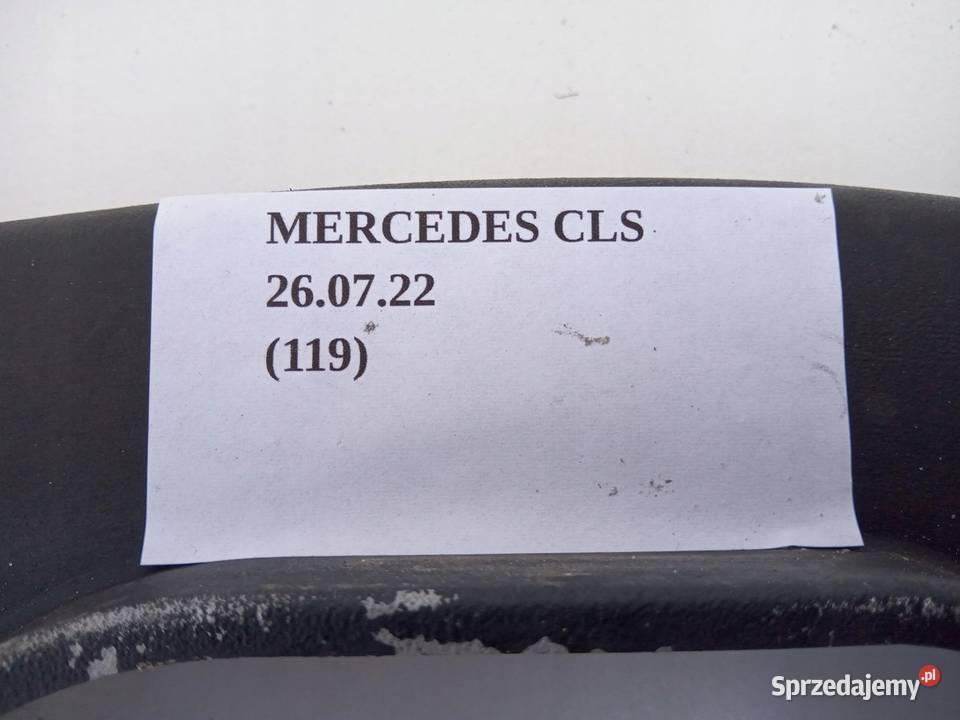 MERCEDES CLS
26.07.22
(119)
Sprzedajemy.pl